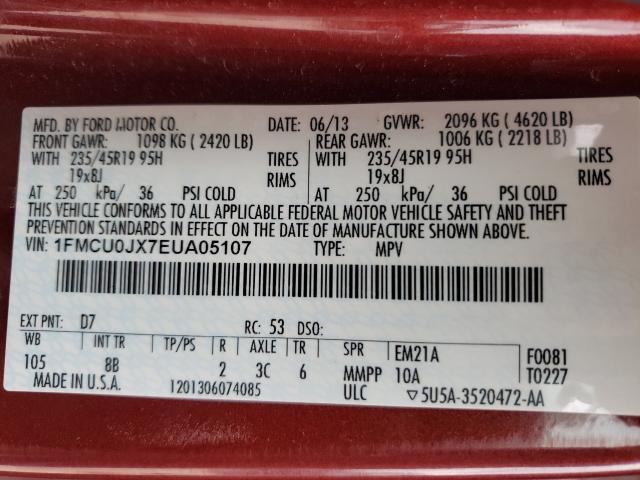 MFD. BY FORD MOTOR CO. DATE: 06/13 GVWR: 2096 KG ( 4620 LB)
FRONT GAWR: 1098 KG ( 2420 LB) REAR GAWR: 1006 KG ( 2218 LB)
WITH 235/45R19 95H TIRES WITH 235/45R19 95H TIRES
19x8J RIMS 19x8J RIMS
AT 250 kPa/ 36 PSI COLD AT 250 kPa/ 36 PSI COLD
THIS VEHICLE CONFORMS TO ALL APPLICABLE FEDERAL MOTOR VEHICLE SAFETY AND THEFT
PREVENTION STANDARDS IN EFFECT ON THE DATE OF MANUFACTURE SHOWN ABOVE.
VIN: 1FMCU0JX7EUA05107 TYPE: MPV
EXT PNT: D7 RC: 53 DSO:
WB INT TR TP/PS R AXLE TR SPR EM21A F0081
105 8B 2 3C 6 MMPP 10A T0227
MADE IN U.S.A. 1201306074085 ULC ▽5U5A-3520472-AA